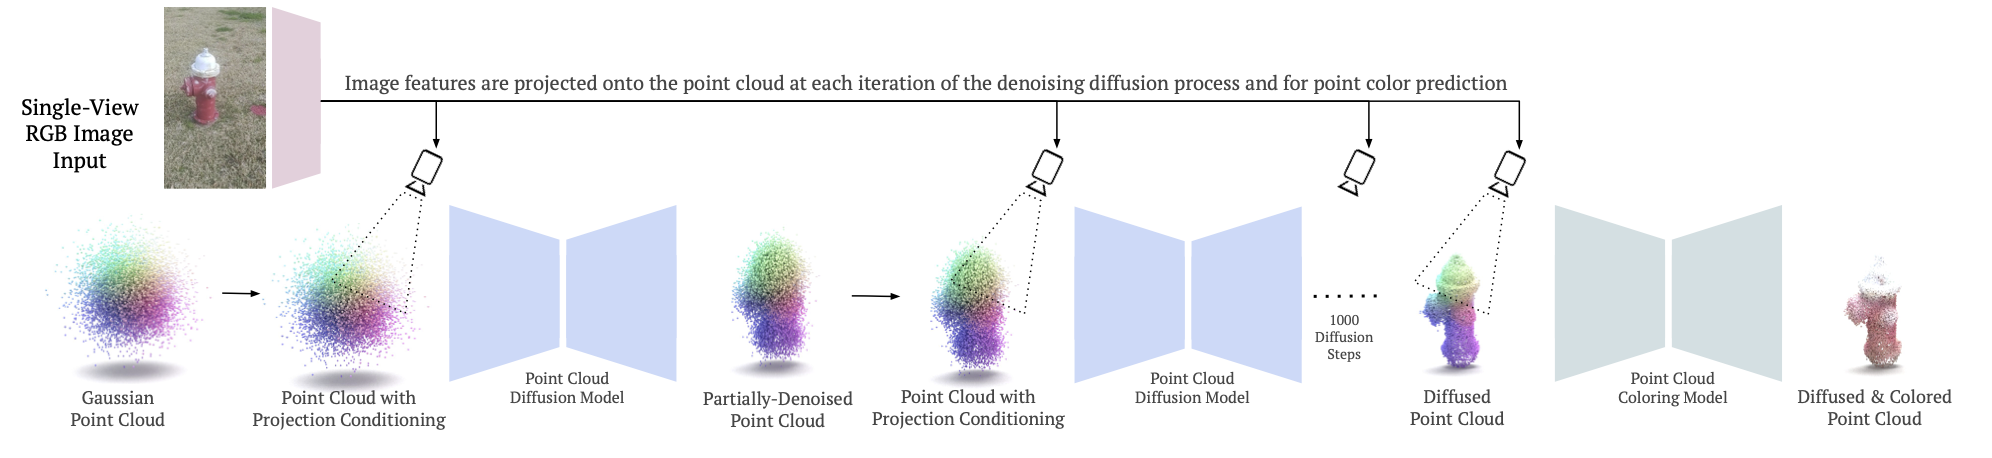 Single-View
RGB Image
Input
Image features are projected onto the point cloud at each iteration of the denoising diffusion process and for point color prediction
Gaussian
Point Cloud
Point Cloud with
Projection Conditioning
Point Cloud
Diffusion Model
Partially-Denoised
Point Cloud
Point Cloud with
Projection Conditioning
Point Cloud
Diffusion Model
1000
Diffusion
Steps
Diffused
Point Cloud
Point Cloud
Coloring Model
Diffused & Colored
Point Cloud